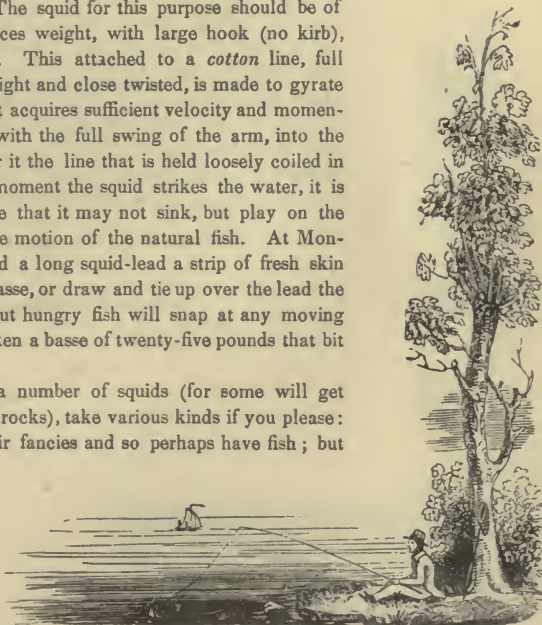 The squid for this purpose should be of
ces weight, with large hook (no kirb),
. This attached to a cotton line, full
ight and close twisted, is made to gyrate
t acquires sufficient velocity and momen-
with the full swing of the arm, into the
r it the line that is held loosely coiled in
moment the squid strikes the water, it is
e that it may not sink, but play on the
e motion of the natural fish. At Mon-
d a long squid-lead a strip of fresh skin
asse, or draw and tie up over the lead the
ut hungry fish will snap at any moving
ken a basse of twenty-five pounds that bit
a number of squids (for some will get
rocks), take various kinds if you please:
ir fancies and so perhaps have fish; but